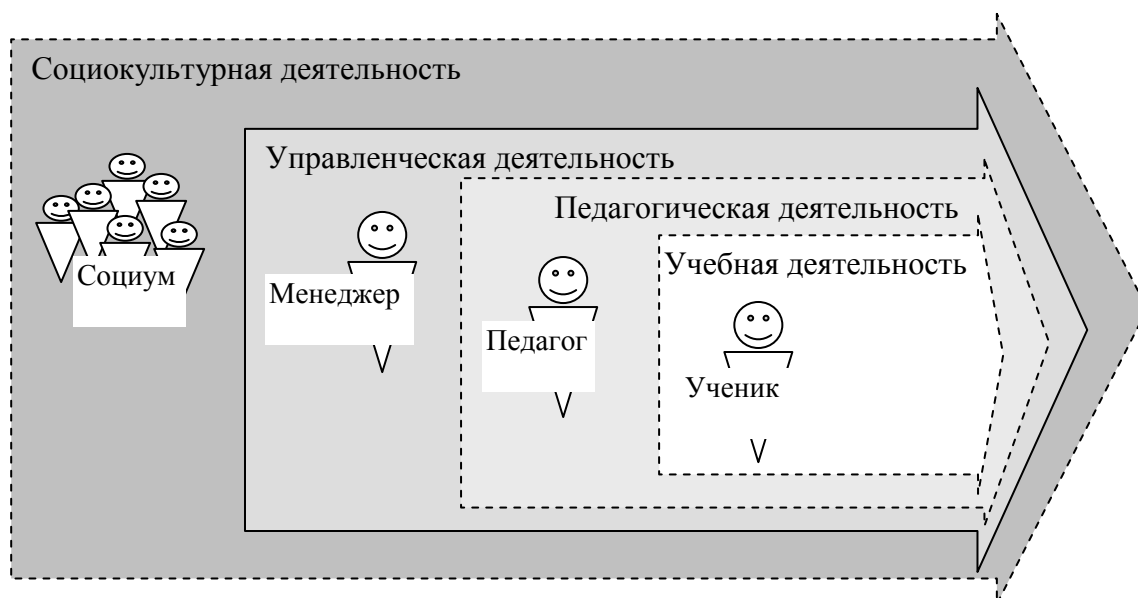 Социокультурная деятельность
Управленческая деятельность
Педагогическая деятельность
Учебная деятельность
Социум
Менеджер
Педагог
Ученик